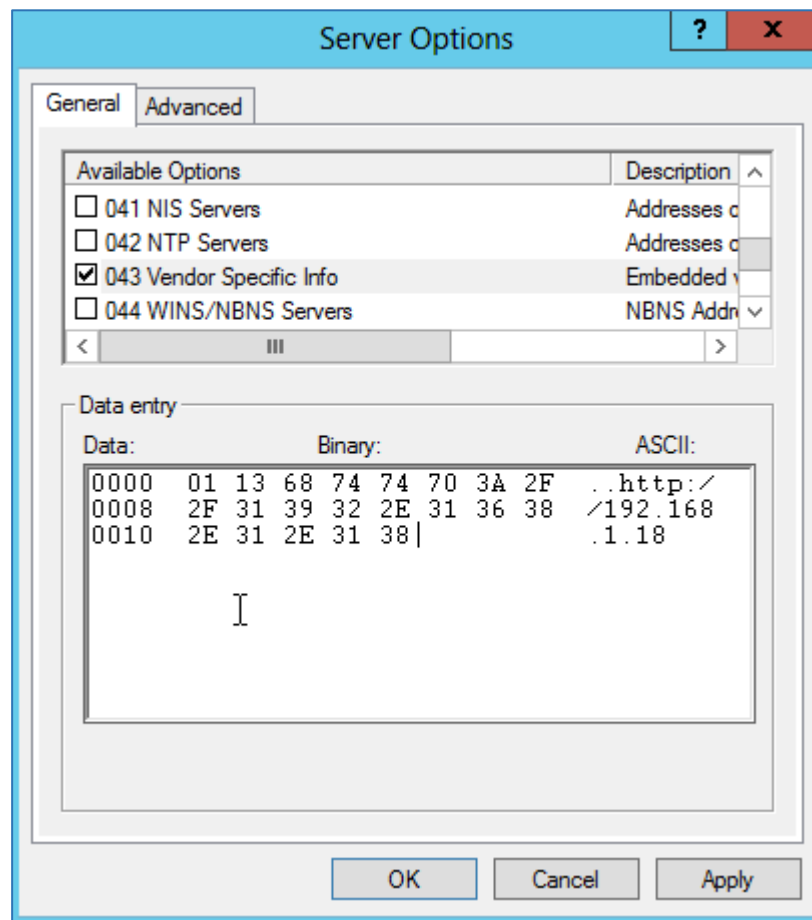 Server Options
? x
General Advanced
Available Options Description
041 NIS Servers Addresses o
042 NTP Servers Addresses o
043 Vendor Specific Info Embedded v
044 WINS/NBNS Servers NBNS Addr
Data entry
Data: Binary: ASCII:
0000 01 13 68 74 74 70 3A 2F ..http:/
0008 2F 31 39 32 2E 31 36 38 /192.168
0010 2E 31 2E 31 38 .1.18
OK Cancel Apply